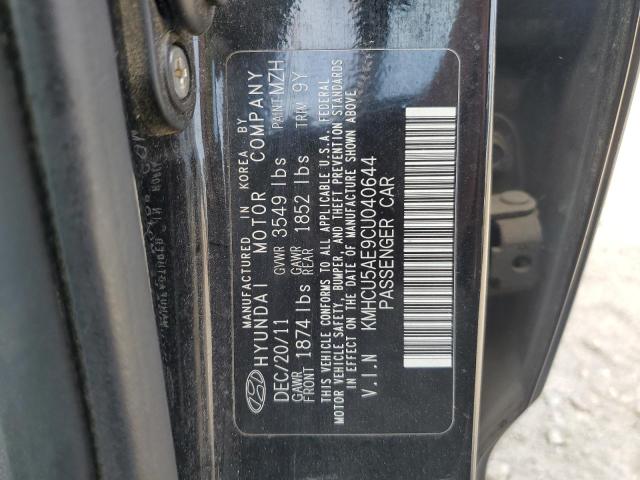 MANUFACTURED IN KOREA BY
HYUNDAI MOTOR COMPANY
DEC/20/11 GVWR 3549 lbs PAINT MZH
GAWR FRONT 1874 lbs GAWR REAR 1852 lbs TRIM 9Y
THIS VEHICLE CONFORMS TO ALL APPLICABLE U.S.A. FEDERAL
MOTOR VEHICLE SAFETY, BUMPER, AND THEFT PREVENTION STANDARDS
IN EFFECT ON THE DATE OF MANUFACTURE SHOWN ABOVE
V.I.N KMHCU5AE9CU040644
PASSENGER CAR